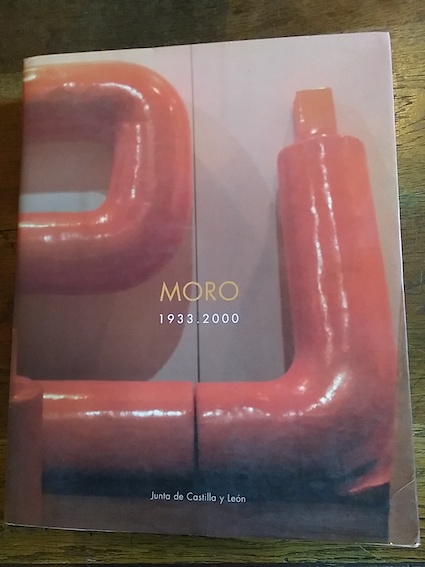 MORO
1933.2000
Junta de Castilla y León